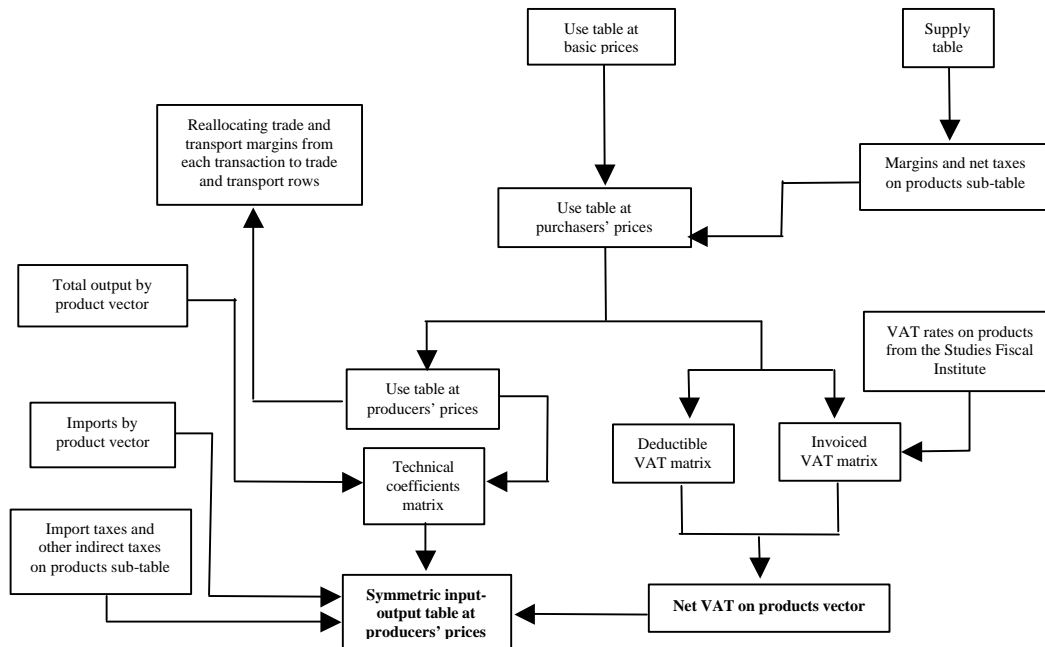 Use table at
basic prices
Supply
table
Reallocating trade and
transport margins from
each transaction to trade
and transport rows
Margins and net taxes
on products sub-table
Use table at
purchasers' prices
Total output by
product vector
VAT rates on products
from the Studies Fiscal
Institute
Use table at
producers' prices
Imports by
product vector
Deductible
VAT matrix
Invoiced
VAT matrix
Technical
coefficients
matrix
Import taxes and
other indirect taxes
on products sub-table
Symmetric input-
output table at
producers' prices
Net VAT on products vector